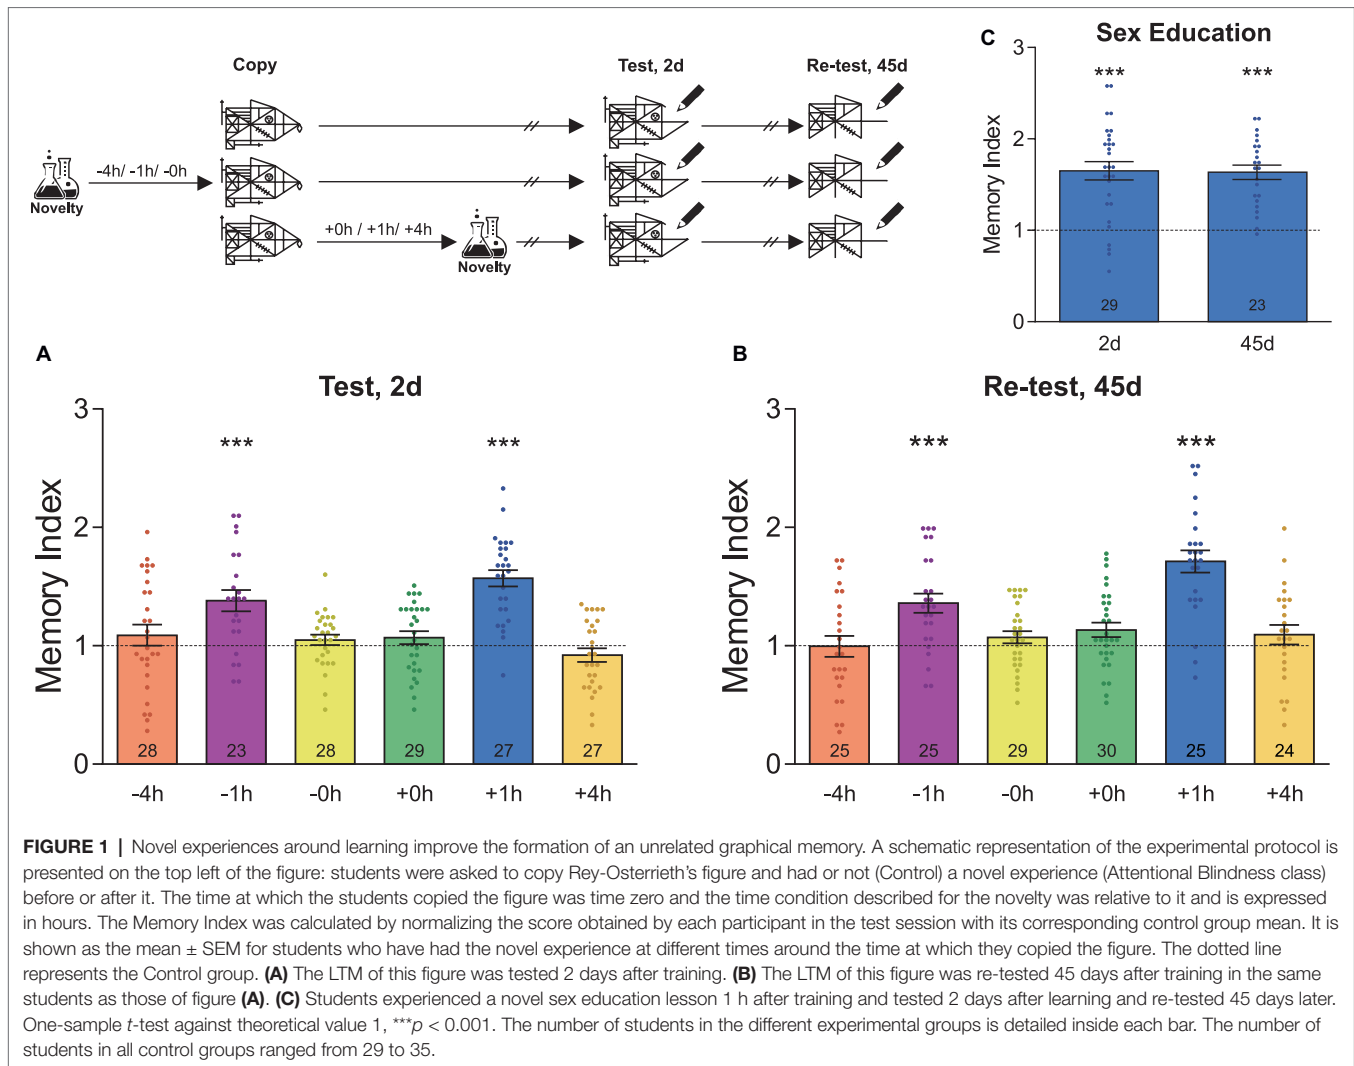 Copy
Test, 2d
Re-test, 45d
Novelty
-4h/ -1h/ -0h
+0h / +1h/ +4h
Novelty
C
Sex Education
Memory Index
3
2
1
0
***
***
29
23
2d
45d
A
Test, 2d
Memory Index
3
2
1
0
***
***
28
23
28
29
27
27
-4h
-1h
-0h
+0h
+1h
+4h
B
Re-test, 45d
Memory Index
3
2
1
0
***
***
25
25
29
30
25
24
-4h
-1h
-0h
+0h
+1h
+4h
FIGURE 1 | Novel experiences around learning improve the formation of an unrelated graphical memory. A schematic representation of the experimental protocol is
presented on the top left of the figure: students were asked to copy Rey-Osterrieth's figure and had or not (Control) a novel experience (Attentional Blindness class)
before or after it. The time at which the students copied the figure was time zero and the time condition described for the novelty was relative to it and is expressed
in hours. The Memory Index was calculated by normalizing the score obtained by each participant in the test session with its corresponding control group mean. It is
shown as the mean ± SEM for students who have had the novel experience at different times around the time at which they copied the figure. The dotted line
represents the Control group. (A) The LTM of this figure was tested 2 days after training. (B) The LTM of this figure was re-tested 45 days after training in the same
students as those of figure (A). (C) Students experienced a novel sex education lesson 1 h after training and tested 2 days after learning and re-tested 45 days later.
One-sample t-test against theoretical value 1, ***p < 0.001. The number of students in the different experimental groups is detailed inside each bar. The number of
students in all control groups ranged from 29 to 35.